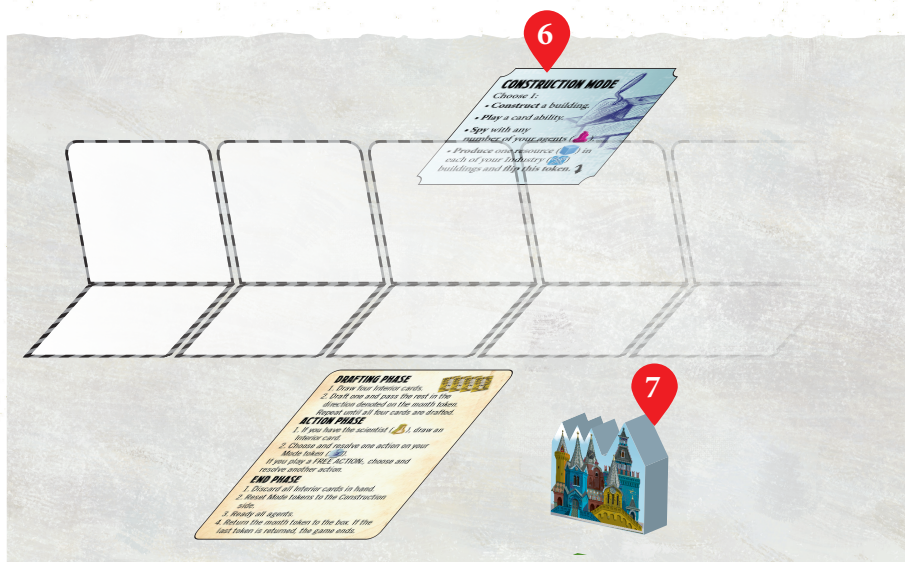 6
CONSTRUCTION MODE
Choose 1:
• Construct a building.
• Play a card ability.
• Spy with any
number of your agents ( ).
• Produce one resource ( ) in
each of your Industry ( )
buildings and flip this token.
7
DRAFTING PHASE
1. Draw four Interior cards.
2. Draft one and pass the rest in the
direction denoted on the month token.
Repeat until all four cards are drafted.
ACTION PHASE
1. If you have the scientist ( ), draw an
Interior card.
2. Choose and resolve one action on your
Mode token ( ).
If you play a FREE ACTION, choose and
resolve another action.
END PHASE
1. Discard all Interior cards in hand.
2. Reset Mode tokens to the Construction
side.
3. Ready all agents.
4. Return the month token to the box. If the
last token is returned, the game ends.